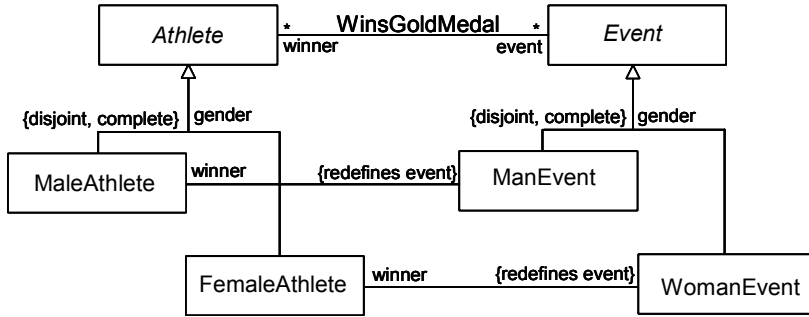 Athlete
* WinsGoldMedal *
winner event
Event
{disjoint, complete} gender
{disjoint, complete} gender
MaleAthlete
winner {redefines event}
ManEvent
FemaleAthlete
winner {redefines event}
WomanEvent